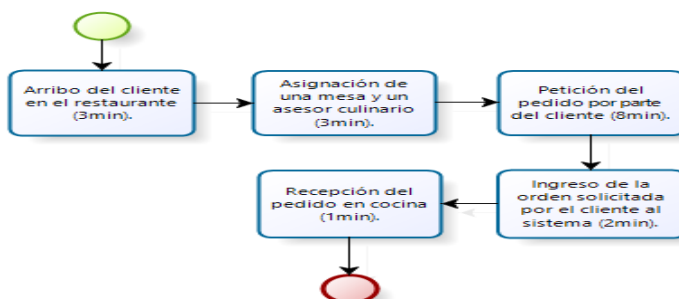 Arribo del cliente
en el restaurante
(3min).
Asignación de
una mesa y un
asesor culinario
(3min).
Petición del
pedido por parte
del cliente (8min).
Ingreso de la
orden solicitada
por el cliente al
sistema (2min).
Recepción del
pedido en cocina
(1min).